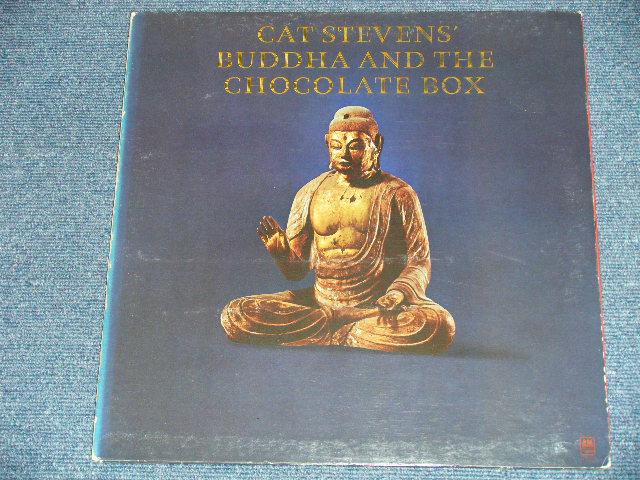 CAT STEVENS'
BUDDHA AND THE
CHOCOLATE BOX